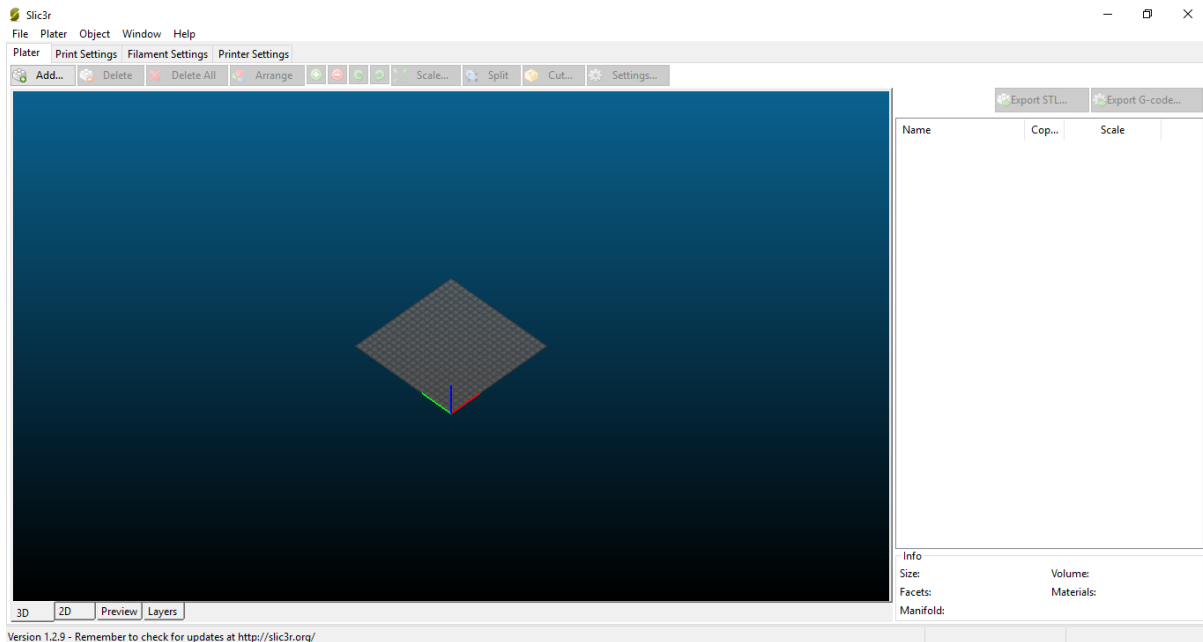 Slic3r
File Plater Object Window Help
Plater Print Settings Filament Settings Printer Settings
Add... Delete Delete All Arrange Scale... Split Cut... Settings...
Export STL... Export G-code...
Name Cop... Scale
Info
Size: Volume:
Facets: Materials:
Manifold:
3D 2D Preview Layers
Version 1.2.9 - Remember to check for updates at http://slic3r.org/